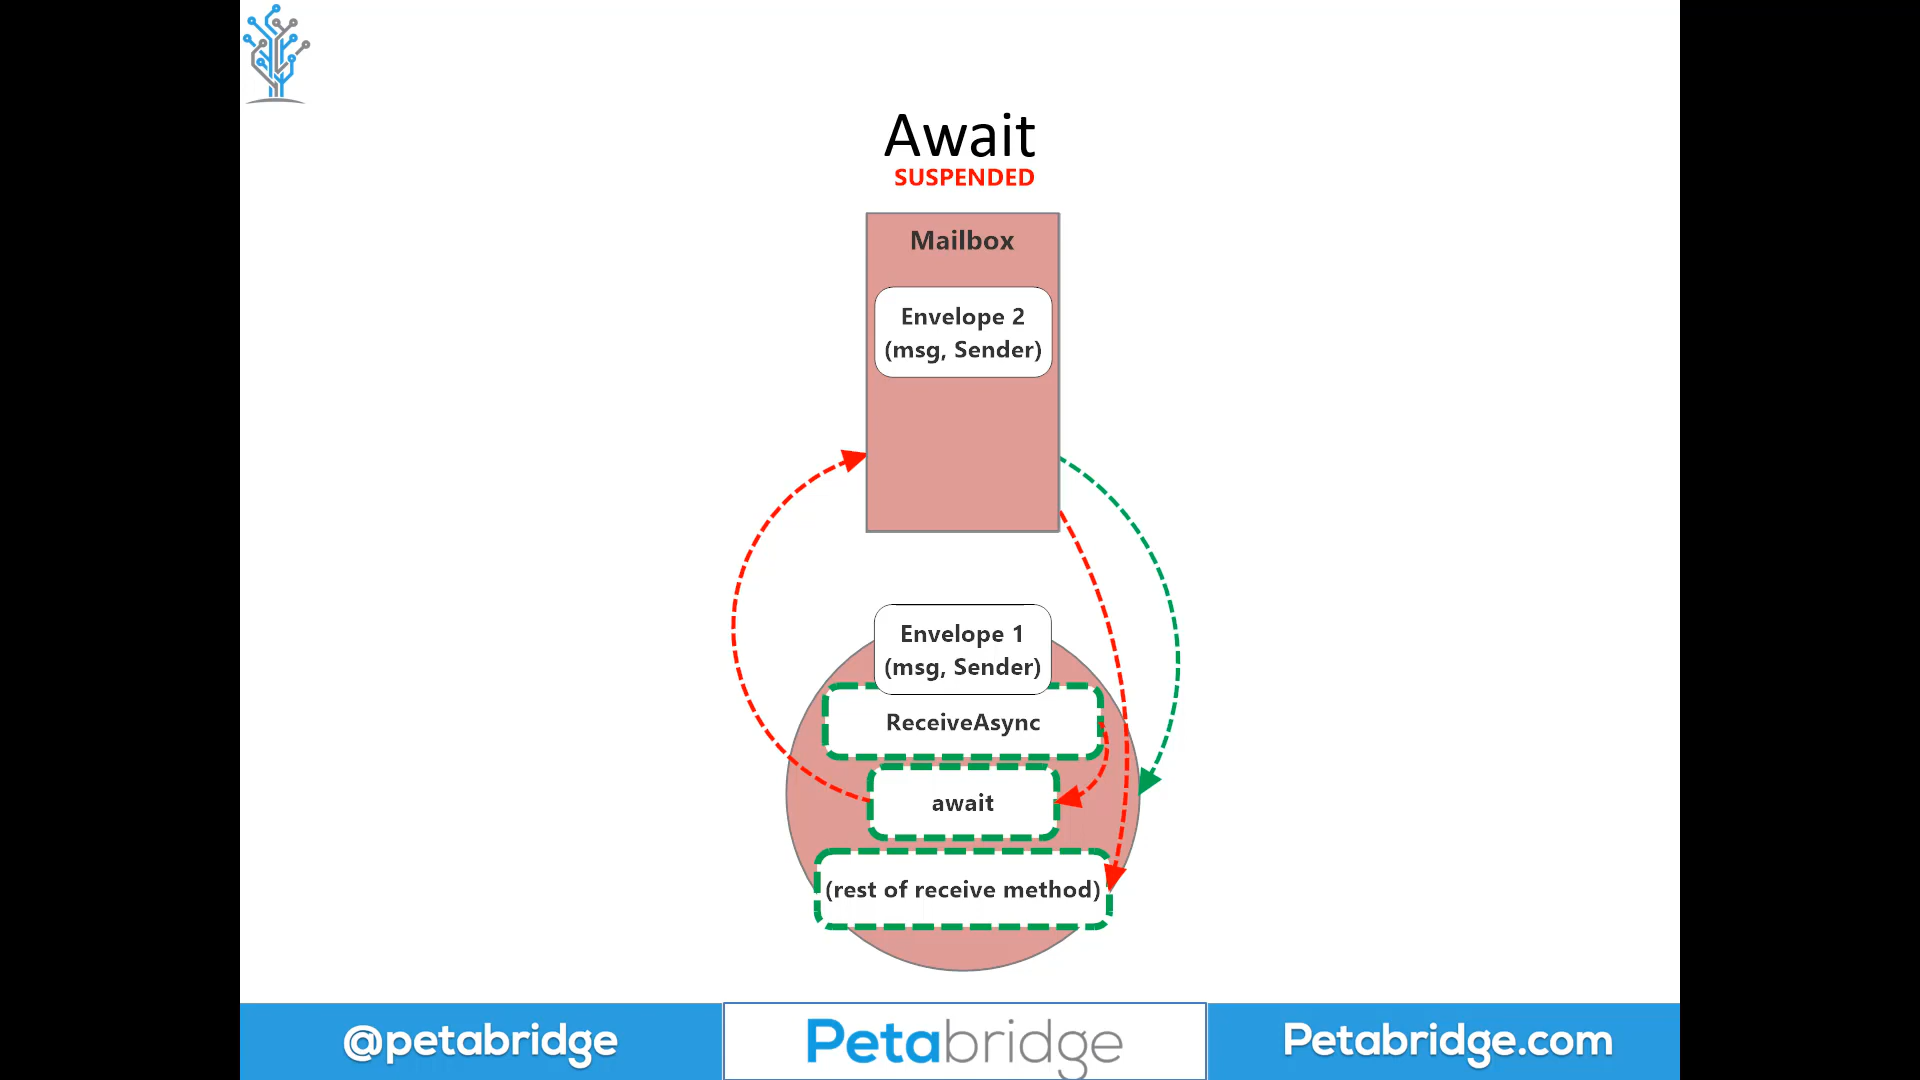 Await
SUSPENDED
Mailbox
Envelope 2
(msg, Sender)
Envelope 1
(msg, Sender)
ReceiveAsync
await
(rest of receive method)
@petabridge
Petabridge
Petabridge.com